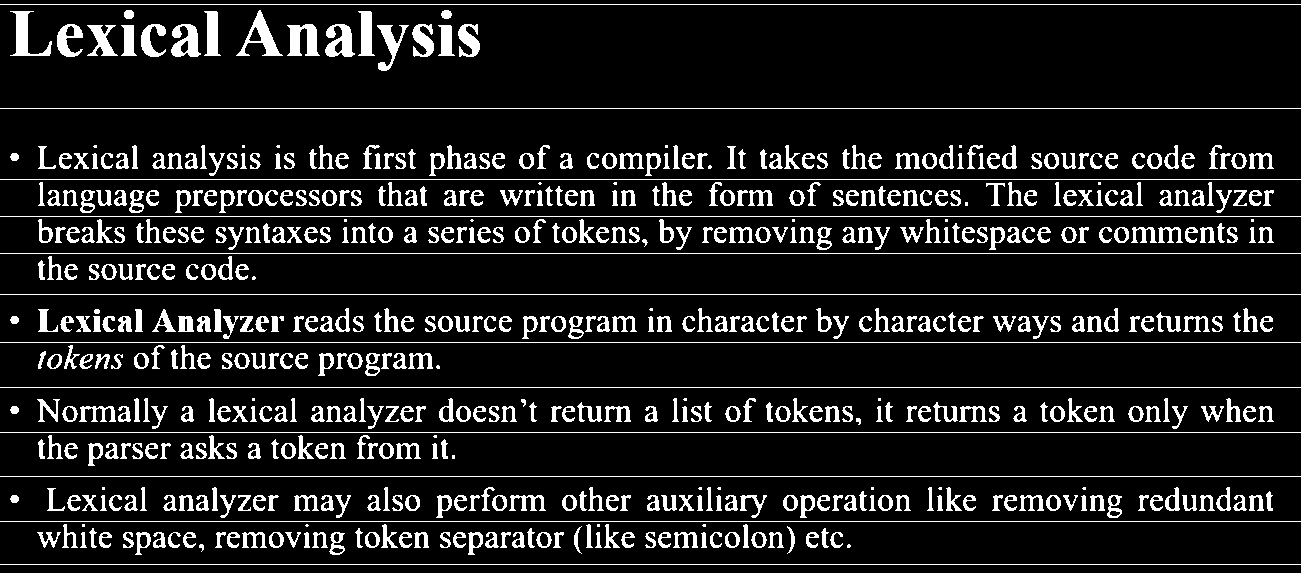 Lexical Analysis
• Lexical analysis is the first phase of a compiler. It takes the modified source code from
language preprocessors that are written in the form of sentences. The lexical analyzer
breaks these syntaxes into a series of tokens, by removing any whitespace or comments in
the source code.
• Lexical Analyzer reads the source program in character by character ways and returns the
tokens of the source program.
• Normally a lexical analyzer doesn’t return a list of tokens, it returns a token only when
the parser asks a token from it.
• Lexical analyzer may also perform other auxiliary operation like removing redundant
white space, removing token separator (like semicolon) etc.